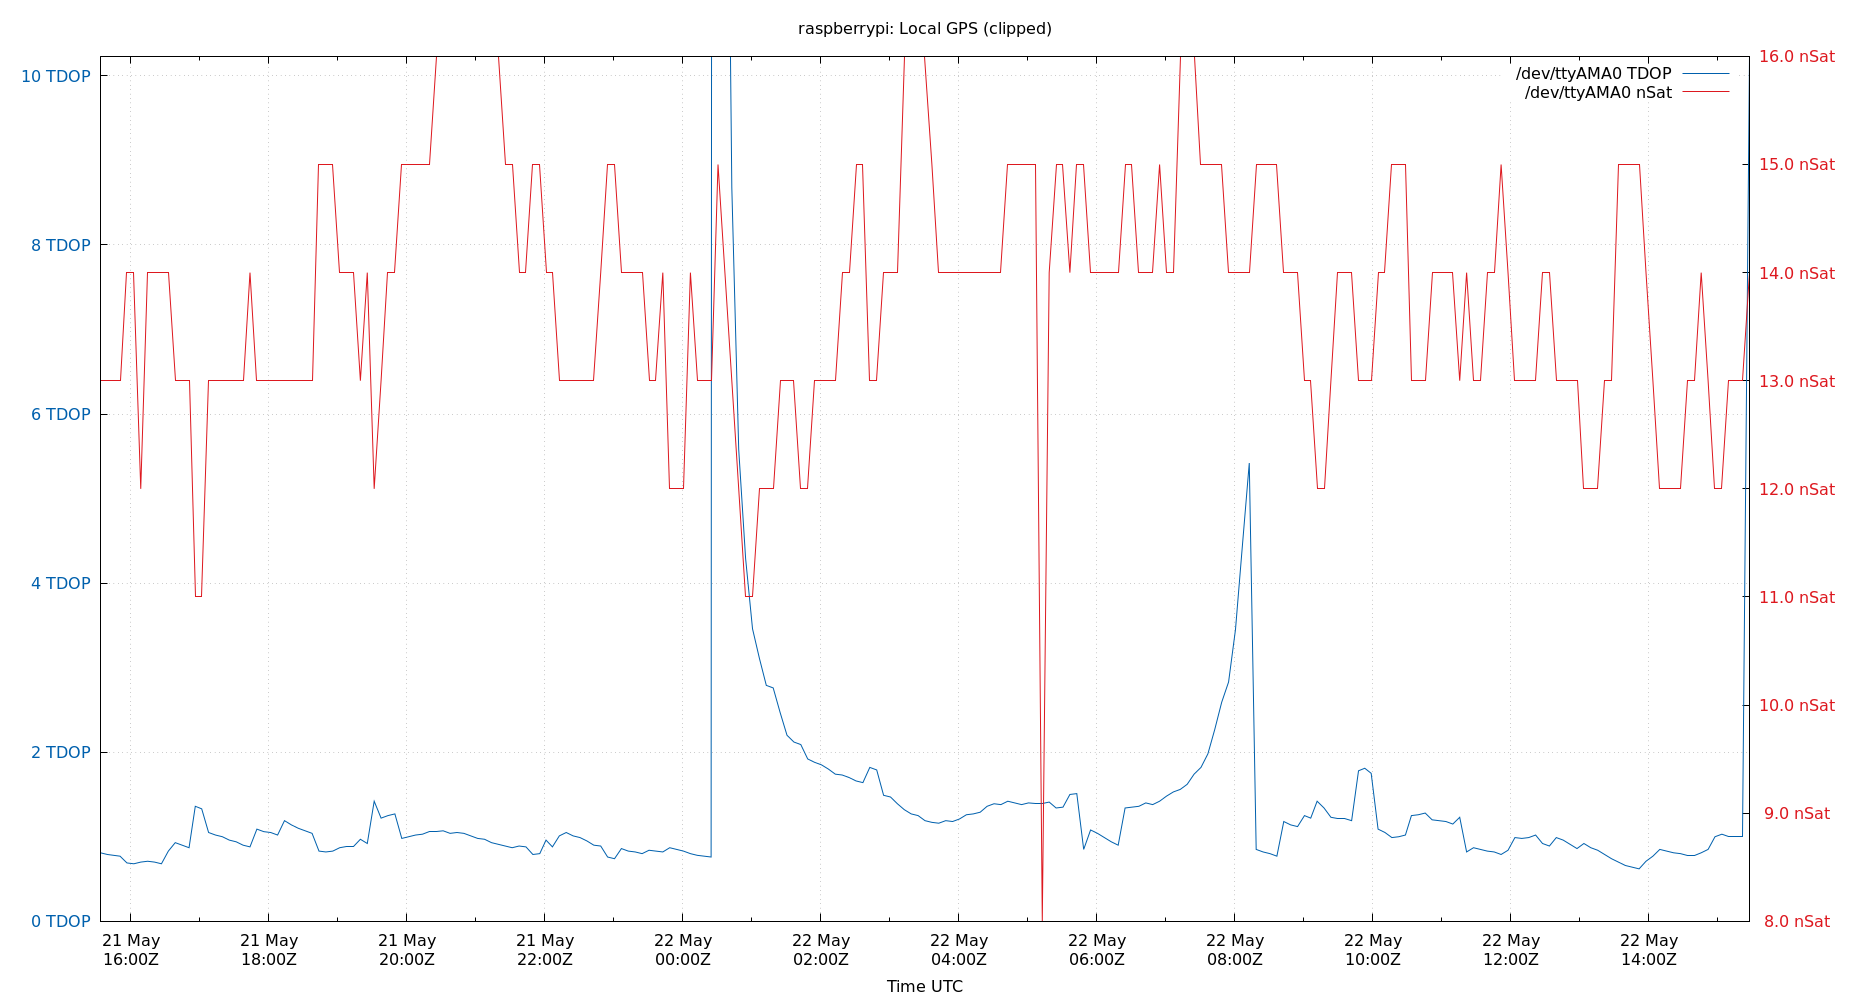 raspberrypi: Local GPS (clipped)
/dev/ttyAMA0 TDOP
/dev/ttyAMA0 nSat
10 TDOP
8 TDOP
6 TDOP
4 TDOP
2 TDOP
0 TDOP
16.0 nSat
15.0 nSat
14.0 nSat
13.0 nSat
12.0 nSat
11.0 nSat
10.0 nSat
9.0 nSat
8.0 nSat
21 May
16:00Z
21 May
18:00Z
21 May
20:00Z
21 May
22:00Z
22 May
00:00Z
22 May
02:00Z
22 May
04:00Z
22 May
06:00Z
22 May
08:00Z
22 May
10:00Z
22 May
12:00Z
22 May
14:00Z
Time UTC